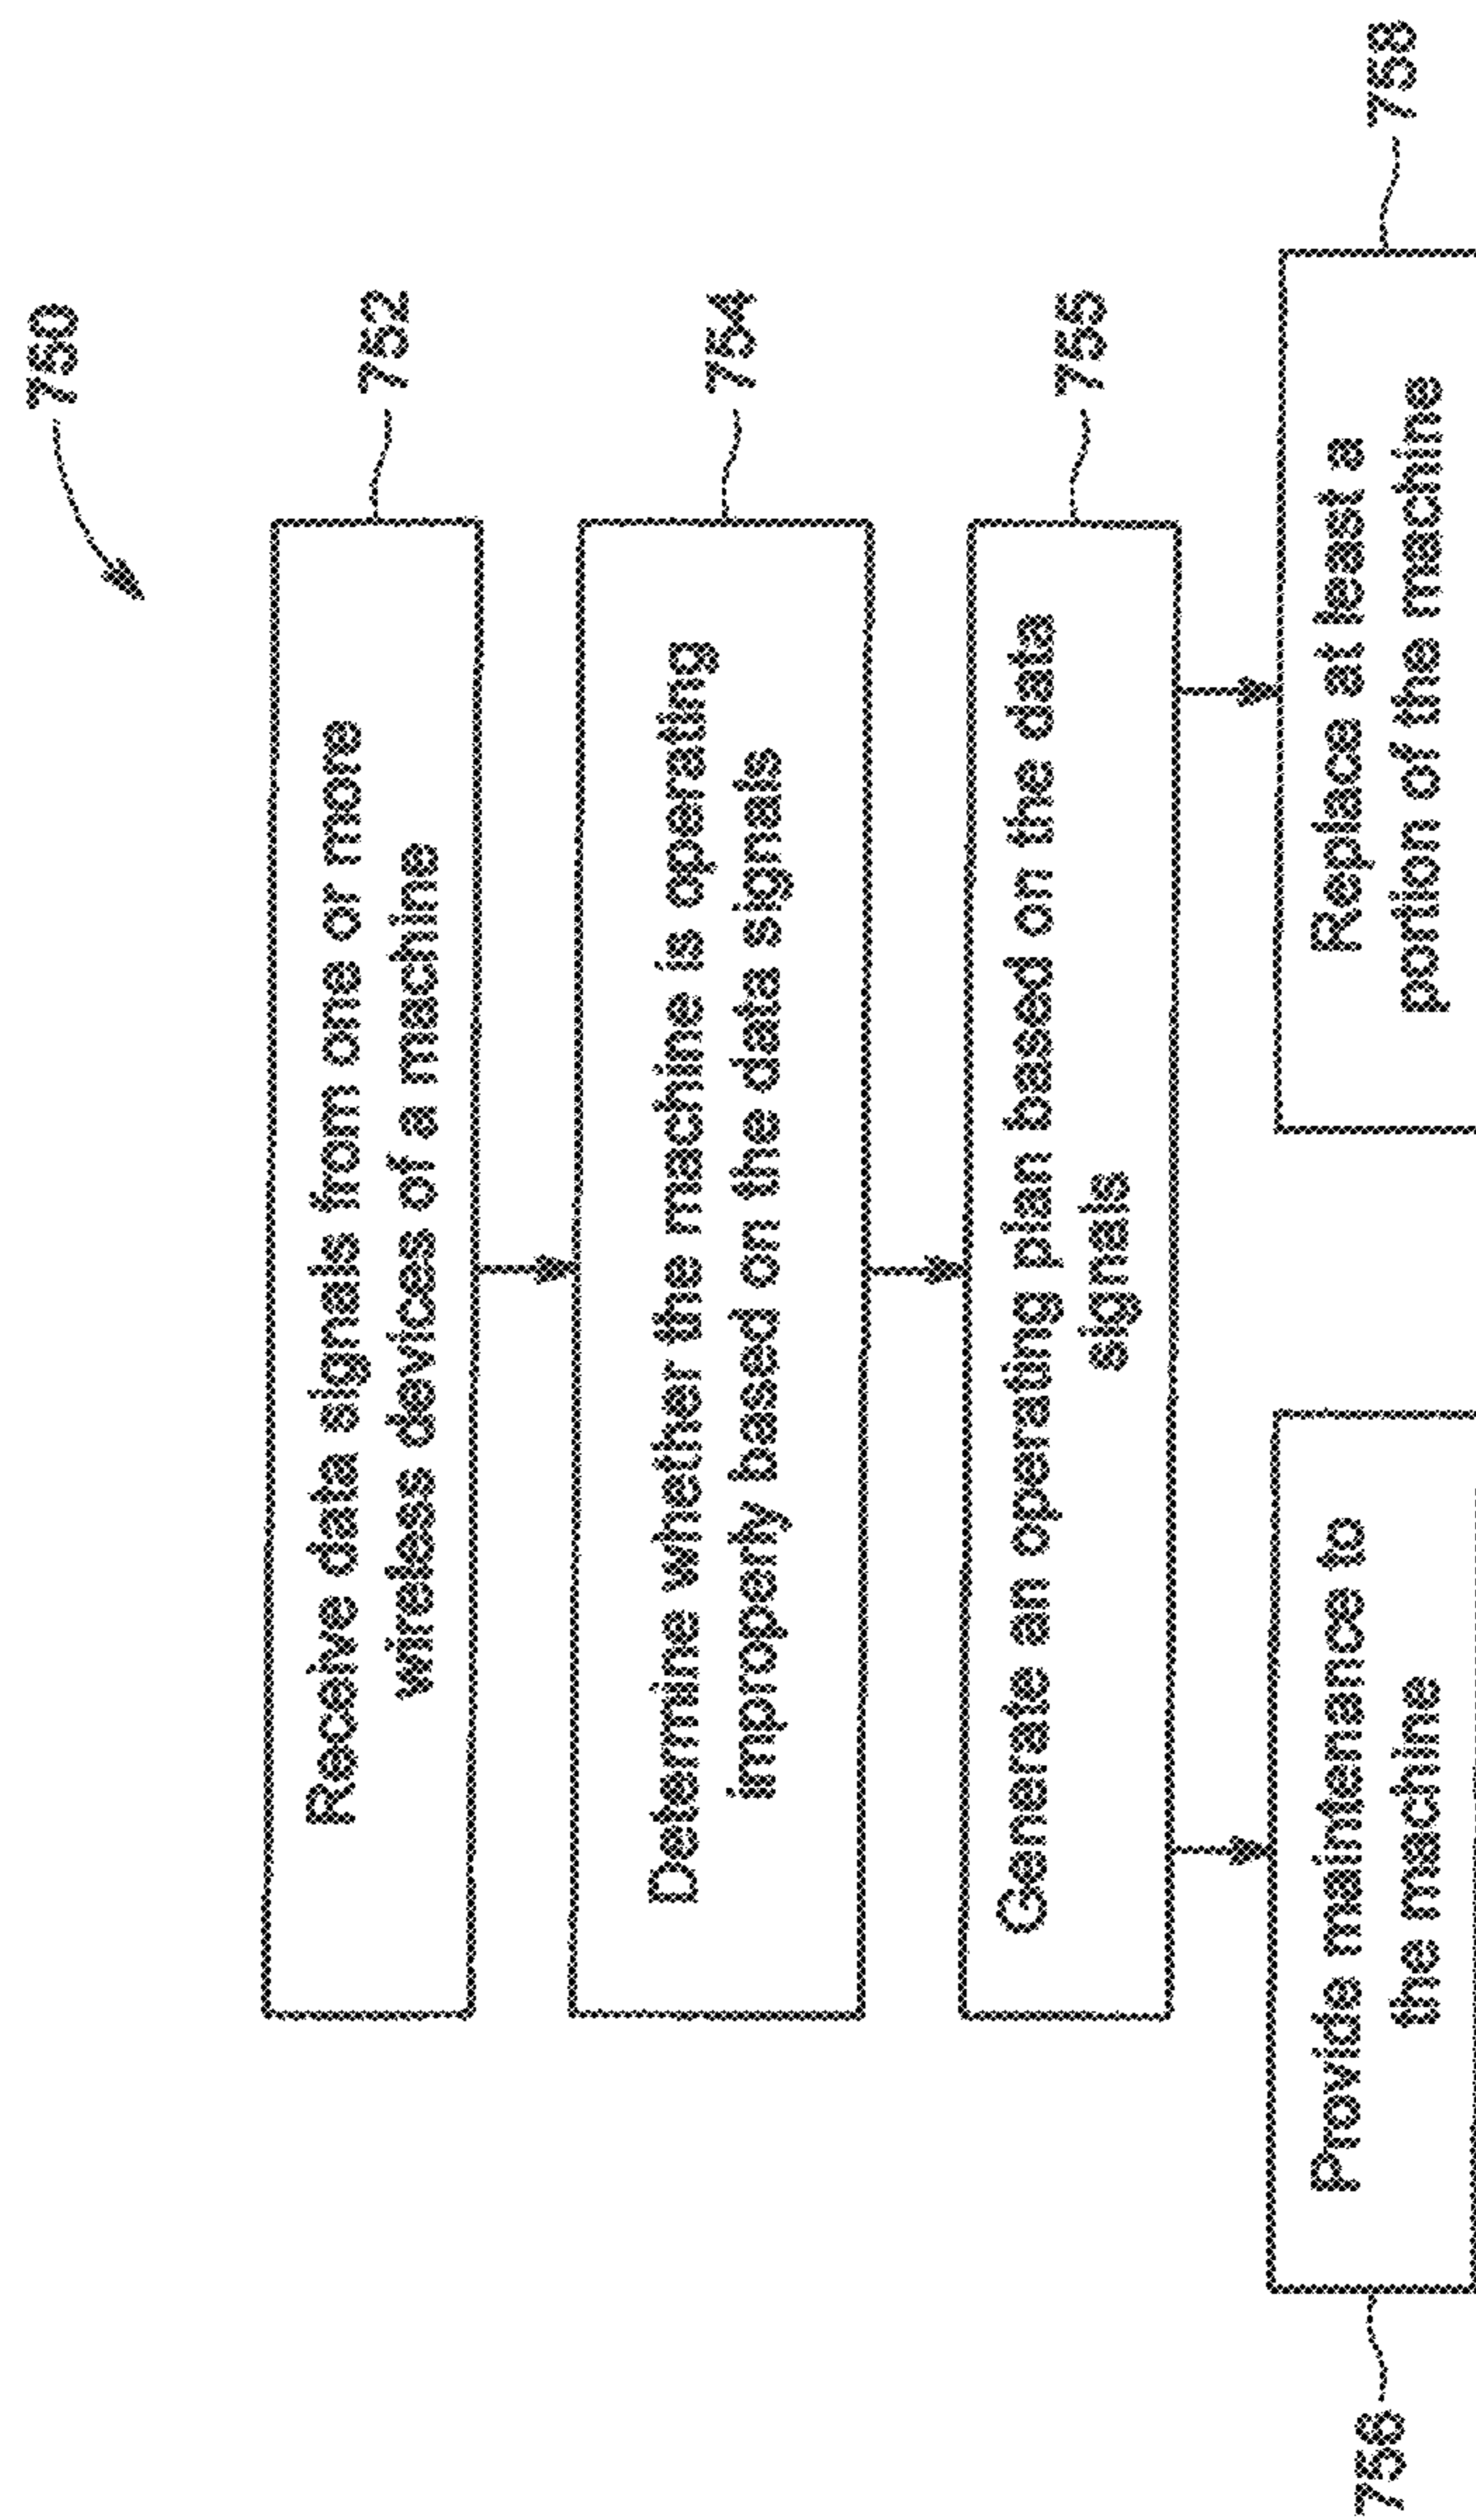 750
Receive data signals from one or more
wireless devices of a machine
752
Determine whether the machine is operating
improperly based on the data signals
754
Generate an operating plan based on the data
signals
755
Provide maintenance to
the machine
756
Replace at least a
portion of the machine
758